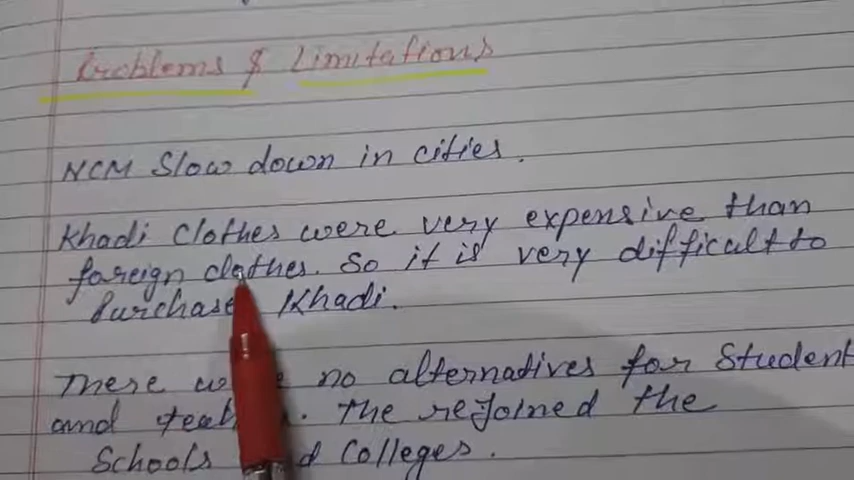 Problems & Limitations
NCM Slow down in cities.
Khadi clothes were very expensive than
foreign clothes. So it is very difficult to
Purchase Khadi.
There no alternatives for Student
and . The rejoined the
Schools Colleges.